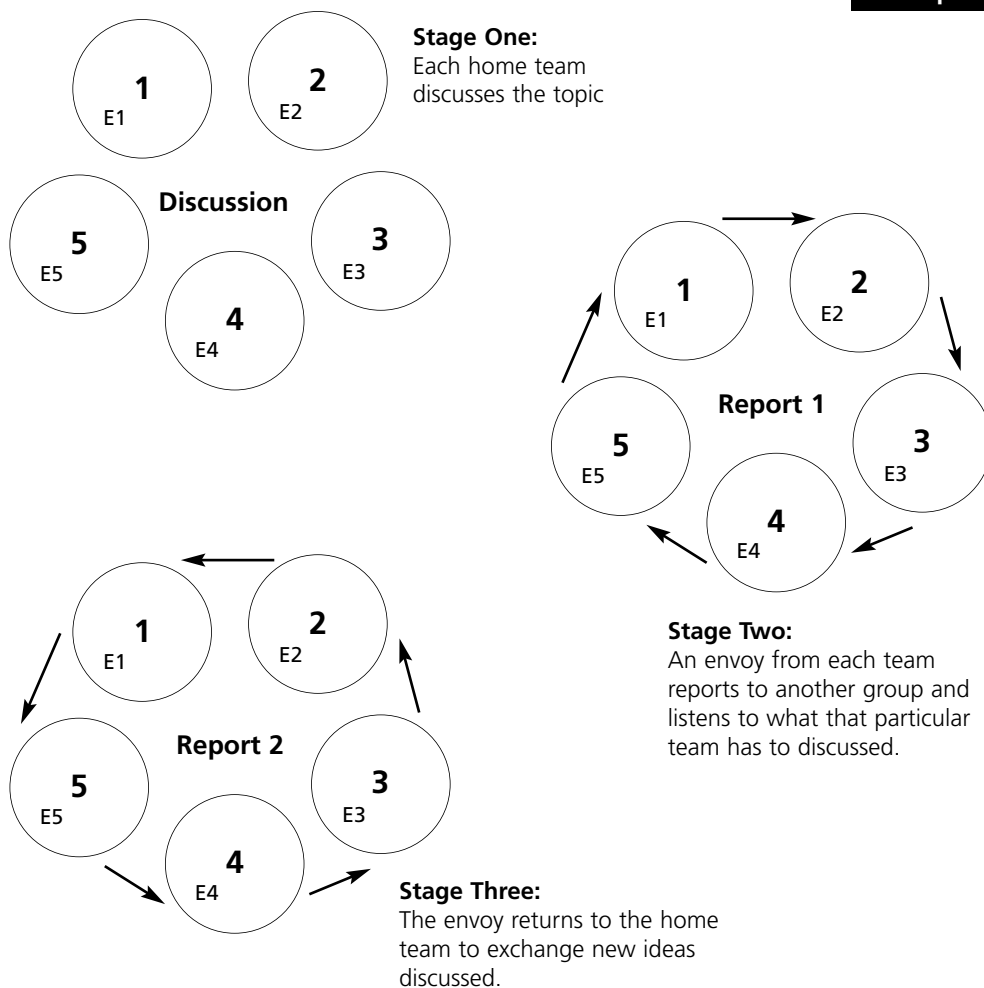 Stage One:
Each home team
discusses the topic
1
E1
2
E2
Discussion
5
E5
3
E3
4
E4
1
E1
2
E2
Report 1
5
E5
3
E3
4
E4
Stage Two:
An envoy from each team
reports to another group and
listens to what that particular
team has to discussed.
1
E1
2
E2
Report 2
5
E5
3
E3
4
E4
Stage Three:
The envoy returns to the home
team to exchange new ideas
discussed.